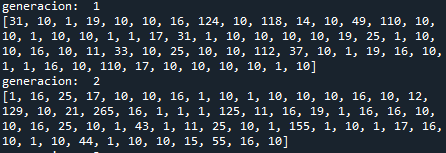 generacion:  1
[31, 10, 1, 19, 10, 10, 16, 124, 10, 118, 14, 10, 49, 110, 10,
10, 1, 10, 10, 1, 1, 17, 31, 1, 10, 10, 10, 10, 19, 25, 1, 10,
10, 16, 10, 11, 33, 10, 25, 10, 10, 112, 37, 10, 1, 19, 16, 10,
1, 1, 16, 10, 110, 17, 10, 10, 10, 10, 1, 10]
generacion:  2
[1, 16, 25, 17, 10, 10, 16, 1, 10, 1, 10, 10, 10, 16, 10, 12,
129, 10, 21, 265, 16, 1, 1, 1, 125, 11, 16, 19, 1, 16, 16, 10,
10, 16, 25, 10, 1, 43, 1, 11, 25, 10, 1, 155, 1, 10, 1, 17, 16,
10, 1, 10, 44, 1, 10, 10, 15, 55, 16, 10]